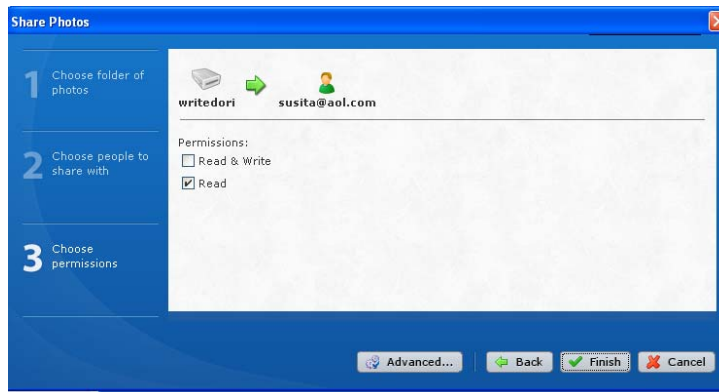 Share Photos
1 Choose folder of
photos
2 Choose people to
share with
3 Choose
permissions
writedori susita@aol.com
Permissions:
Read & Write
Read
Advanced... Back Finish Cancel